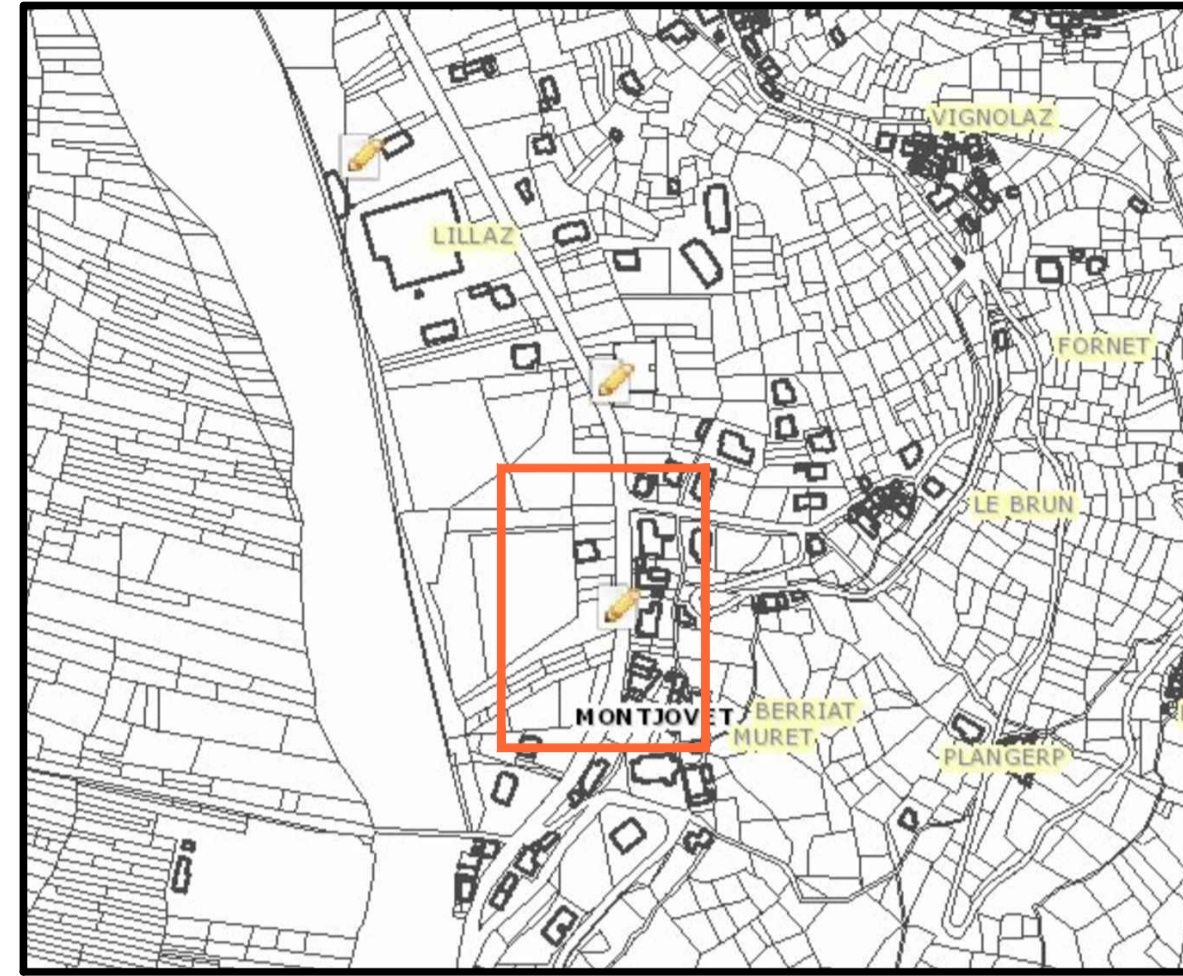 VIGNOLAZ
LILLAZ
FORNET
LE BRUN
MONTJOVET
BERRIAT
MURET
PLANGERP